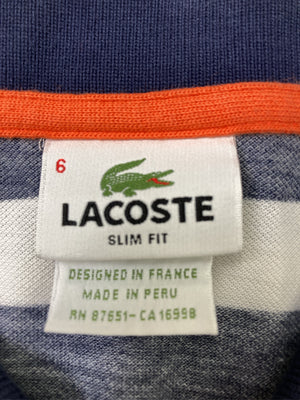 6
LACOSTE
SLIM FIT
DESIGNED IN FRANCE
MADE IN PERU
RN 87651-CA 16998